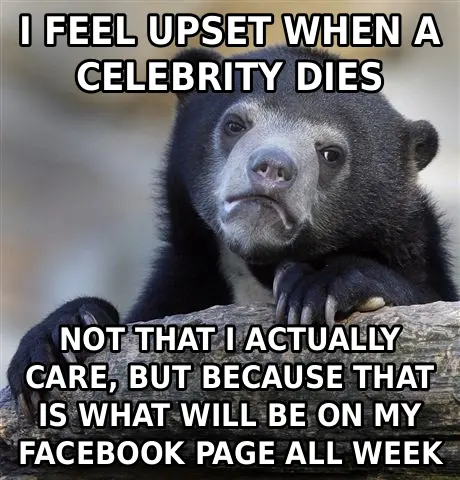 I FEEL UPSET WHEN A
CELEBRITY DIES
NOT THAT I ACTUALLY
CARE, BUT BECAUSE THAT
IS WHAT WILL BE ON MY
FACEBOOK PAGE ALL WEEK